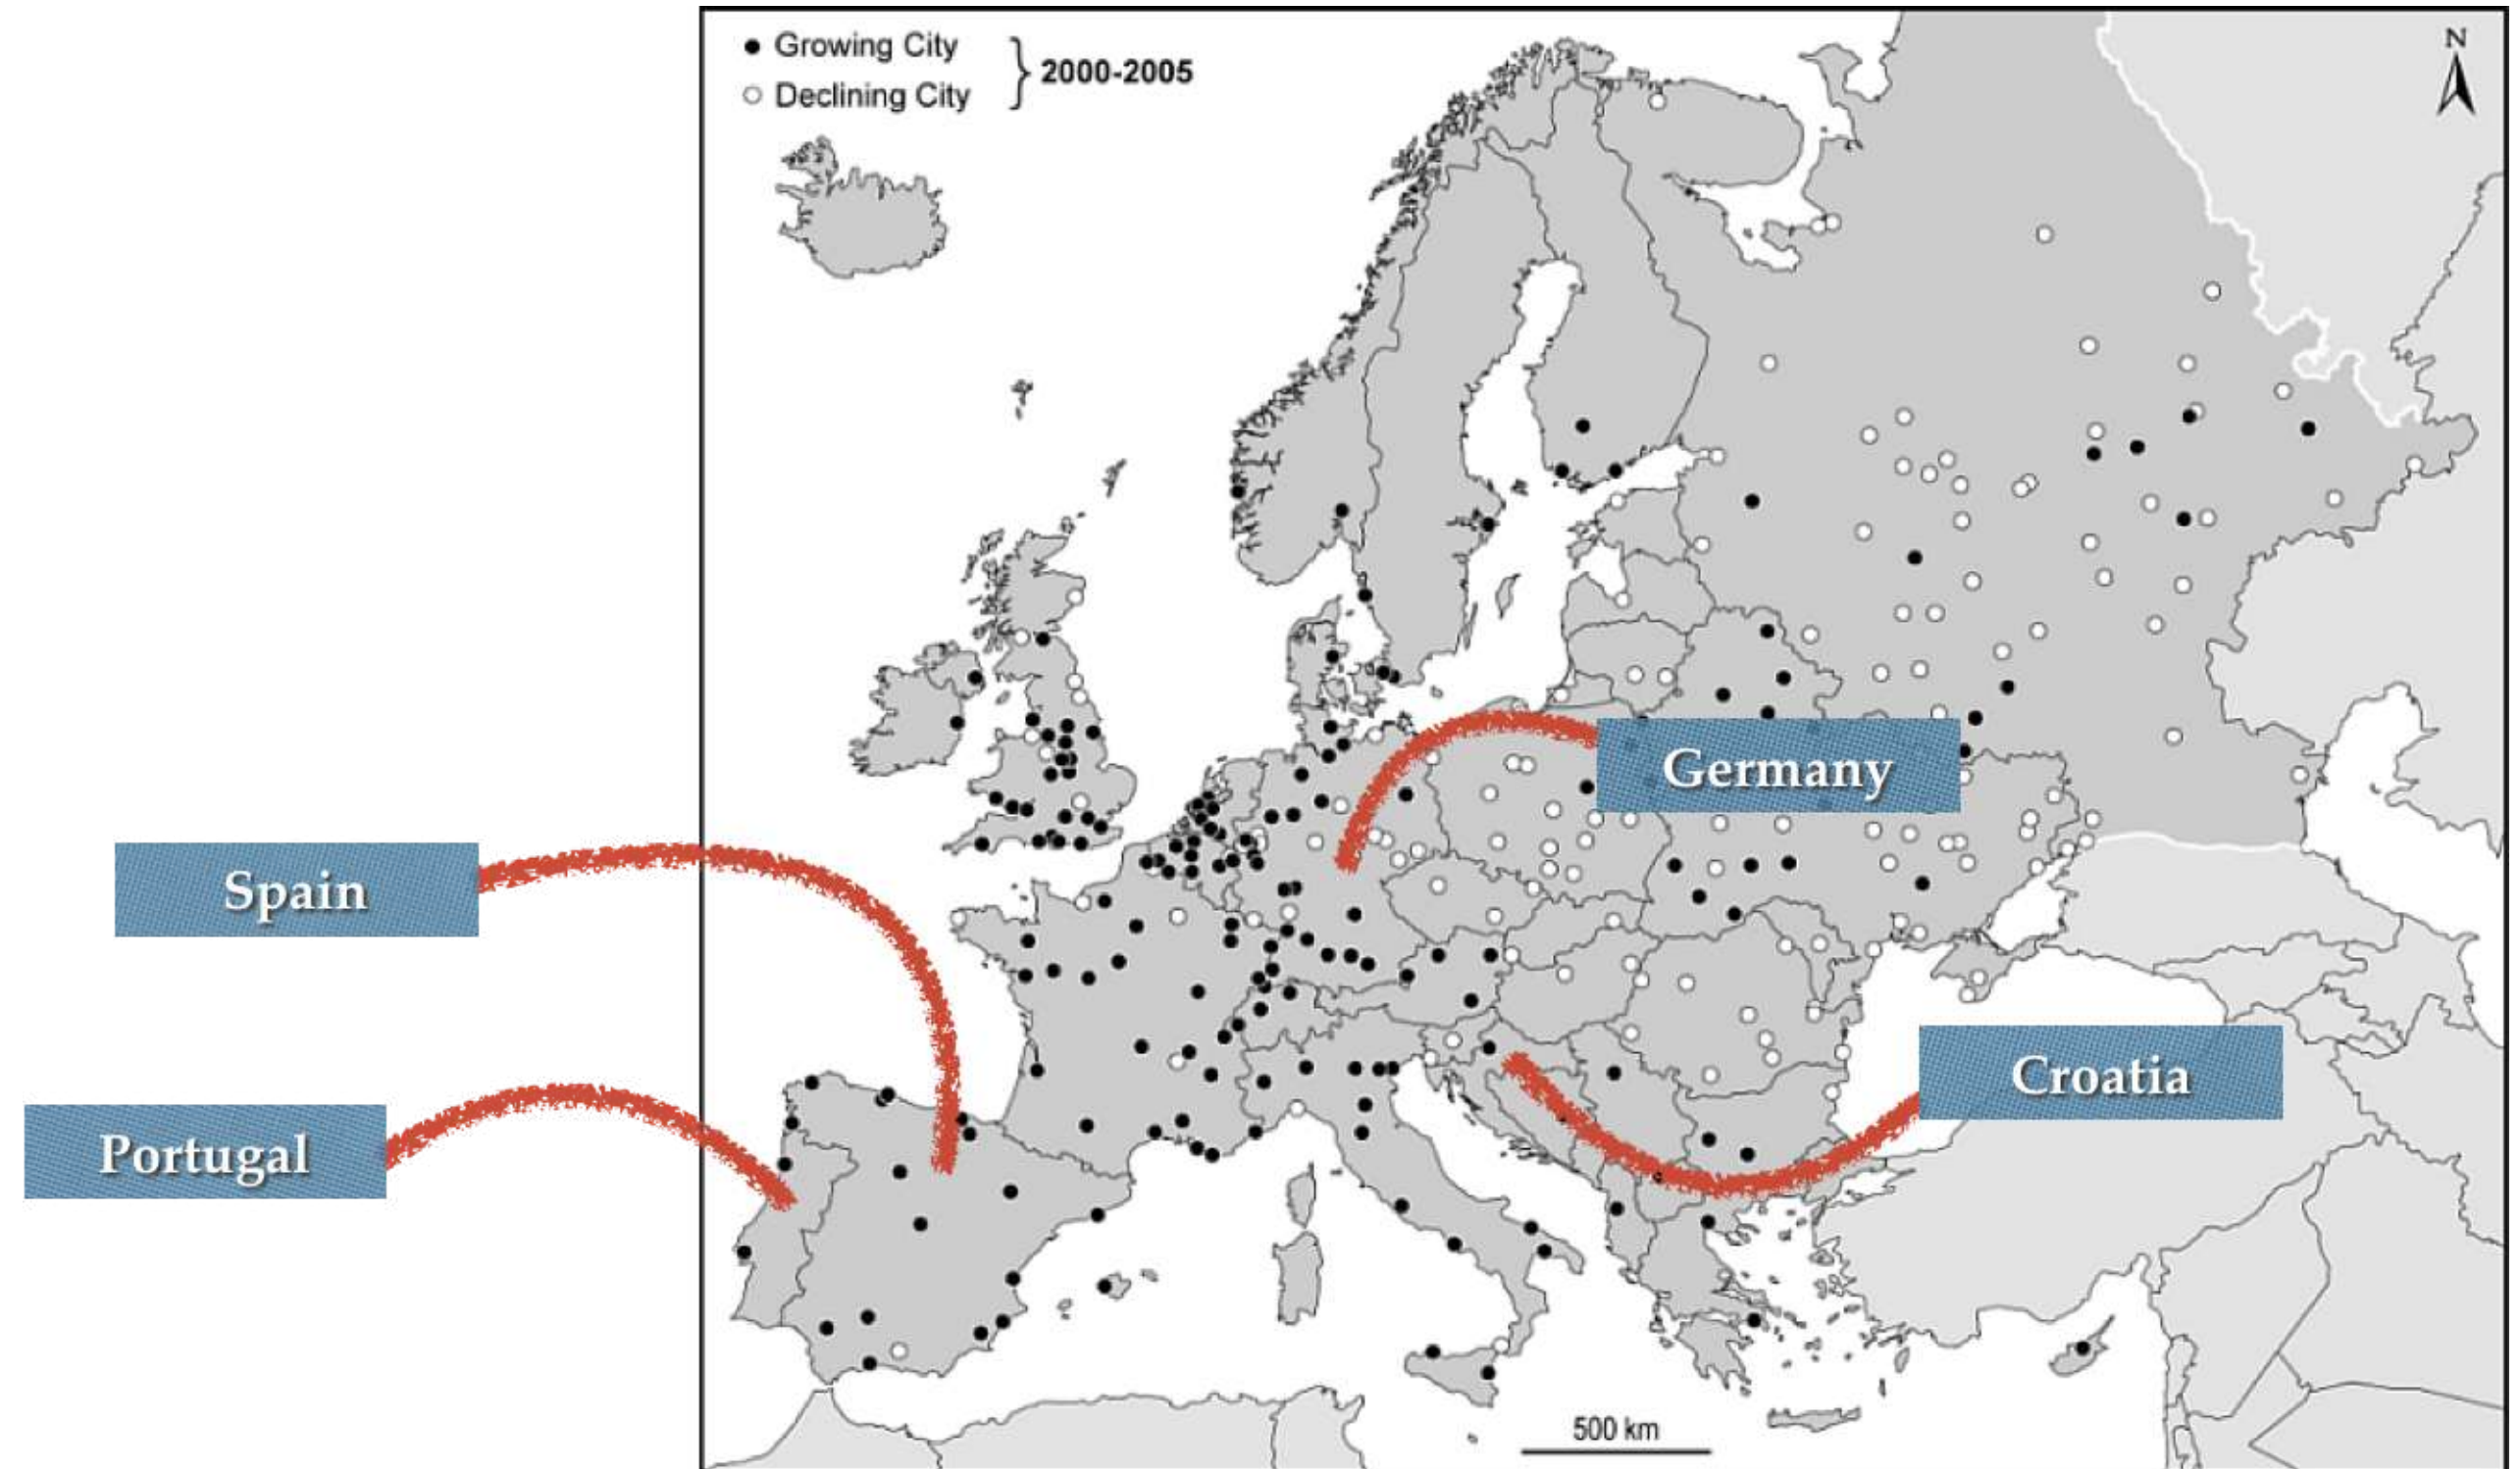 Growing City
Declining City
2000-2005
N
Germany
Spain
Croatia
Portugal
500 km